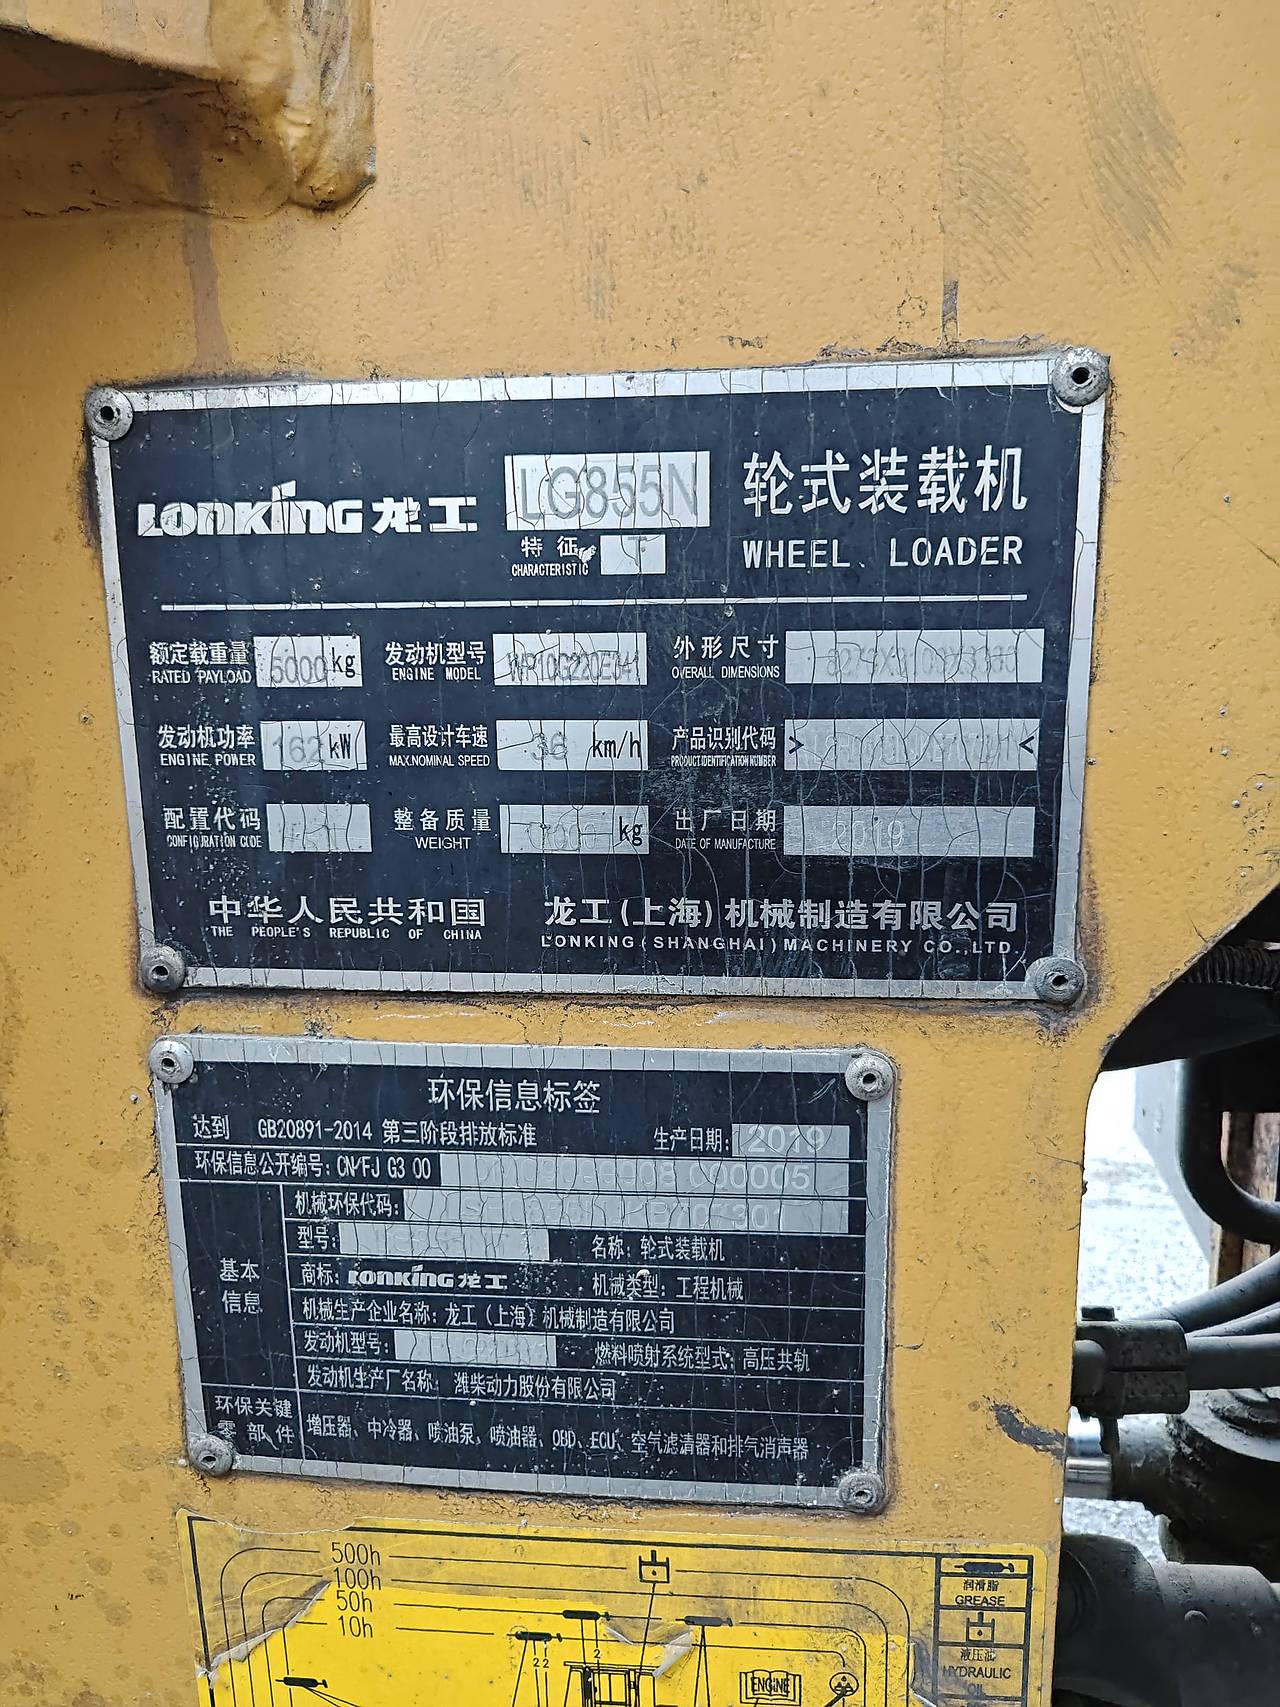 LONKING 龙工 LG855N 轮式装载机
特征 T
CHARACTERISTIC
WHEEL LOADER
额定载重量 5000kg 发动机型号 外形尺寸
RATED PAYLOAD ENGINE MODEL OVERALL DIMENSIONS
发动机功率 162kW 最高设计车速 36 km/h 产品识别代码 > <
ENGINE POWER MAX.NOMINAL SPEED PRODUCT IDENTIFICATION NUMBER
配置代码 整备质量 kg 出厂日期 2019
CONFIGURATION CODE WEIGHT DATE OF MANUFACTURE
中华人民共和国 龙工(上海)机械制造有限公司
THE PEOPLE'S REPUBLIC OF CHINA LONKING(SHANGHAI)MACHINERY CO.,LTD.
环保信息标签
达到 GB20891-2014 第三阶段排放标准 生产日期: 2019
环保信息公开编号: CN FJ G3 00 000005
机械环保代码:
型号: 名称: 轮式装载机
基本信息
商标: LONKING 龙工 机械类型: 工程机械
机械生产企业名称: 龙工(上海)机械制造有限公司
发动机型号: 燃料喷射系统型式: 高压共轨
发动机生产厂名称: 潍柴动力股份有限公司
环保关键零部件
增压器、中冷器、喷油泵、喷油器、OBD、ECU、空气滤清器和排气消声器
500h
100h
50h
10h
润滑脂
GREASE
液压油
HYDRAULIC
OIL
2 2
2
ENGINE